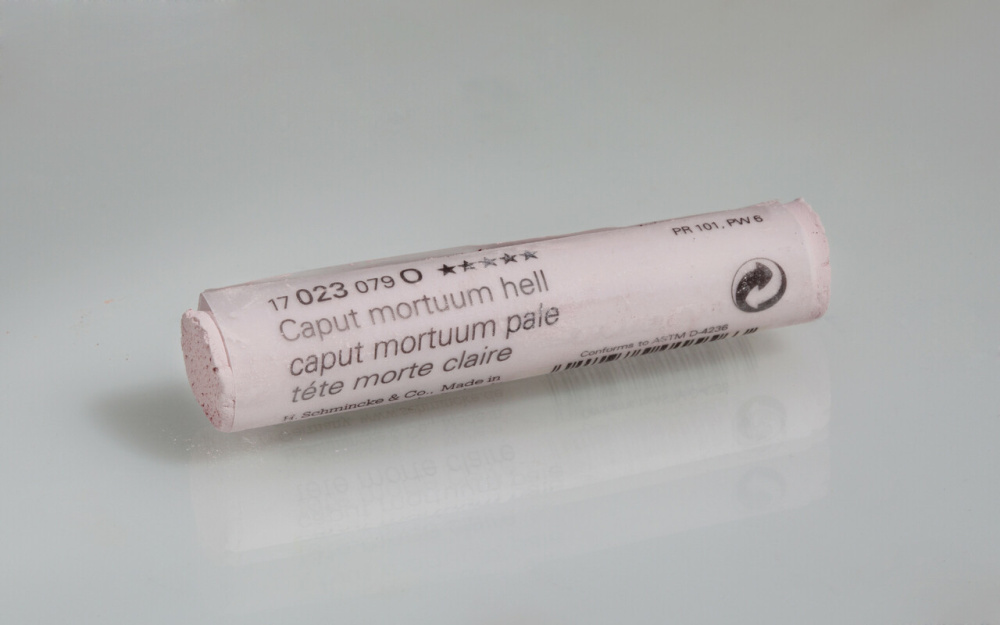 17 023 079 O ★★★★★
PR 101, PW 6
Caput mortuum hell
caput mortuum pale
téte morte claire
H. Schmincke & Co., Made in
Conforms to ASTM D-4236